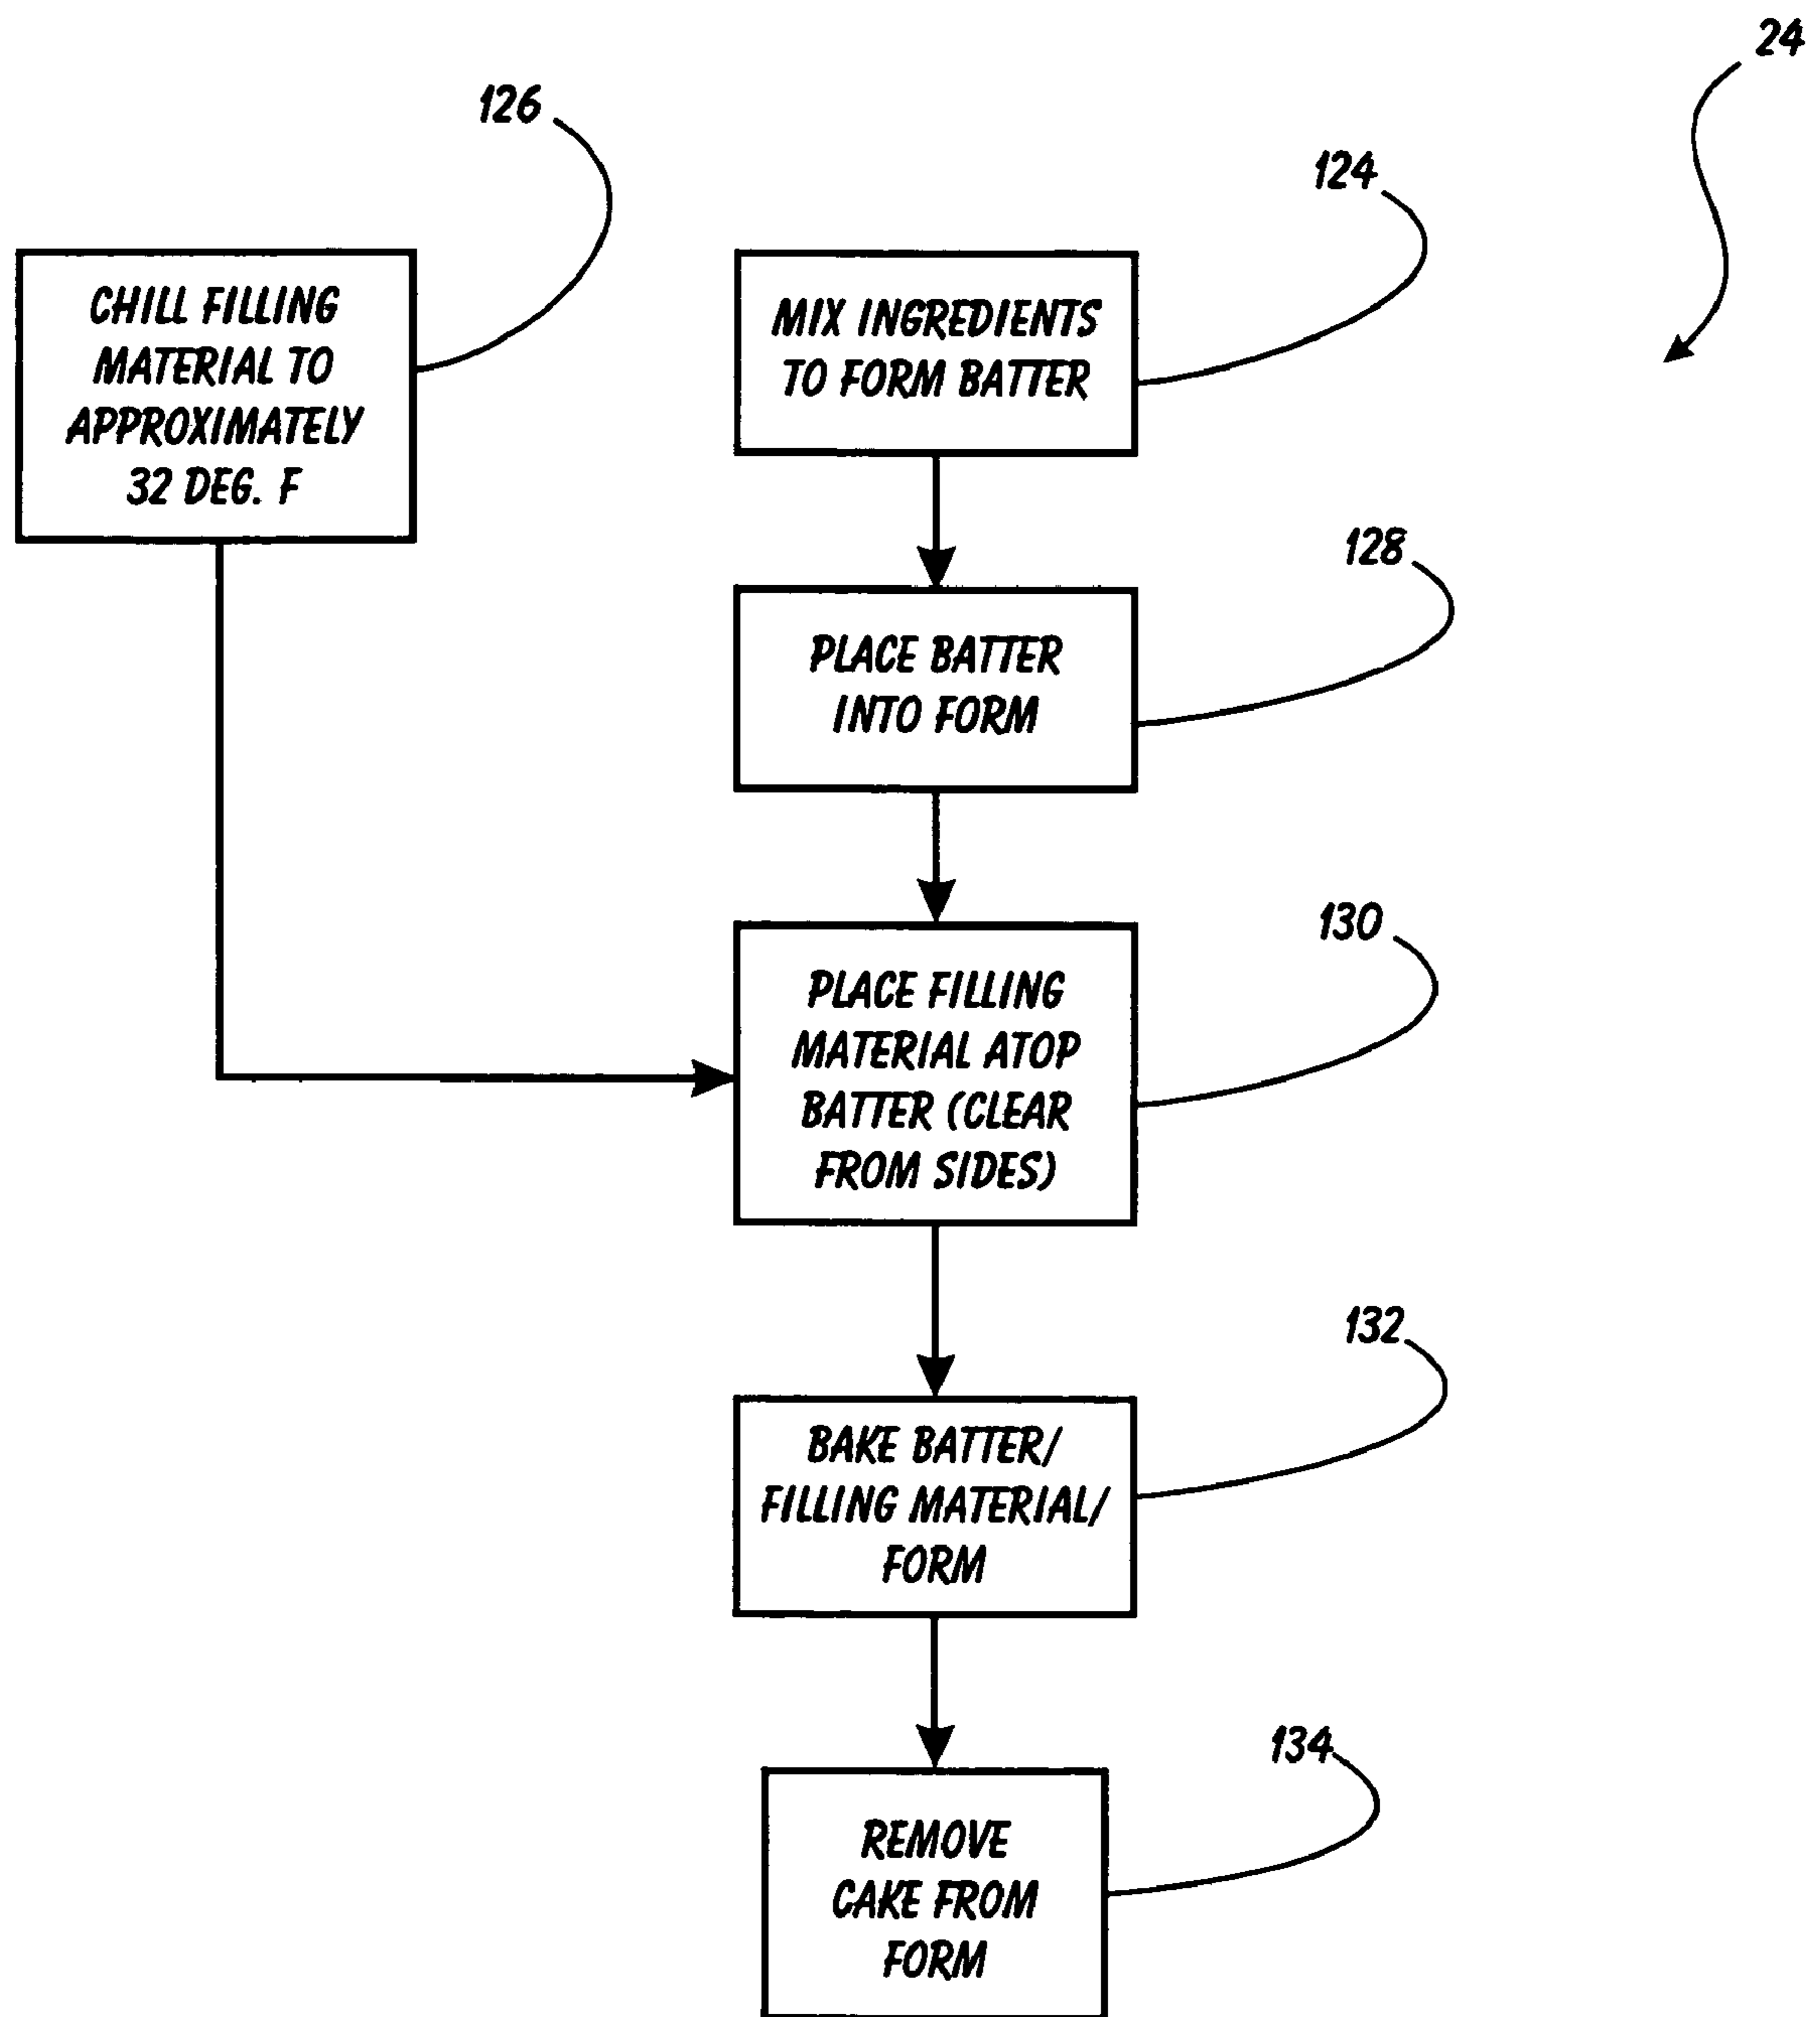 24
126
124
CHILL FILLING
MATERIAL TO
APPROXIMATELY
32 DEG. F
MIX INGREDIENTS
TO FORM BATTER
128
PLACE BATTER
INTO FORM
130
PLACE FILLING
MATERIAL ATOP
BATTER (CLEAR
FROM SIDES)
132
BAKE BATTER/
FILLING MATERIAL/
FORM
134
REMOVE
CAKE FROM
FORM